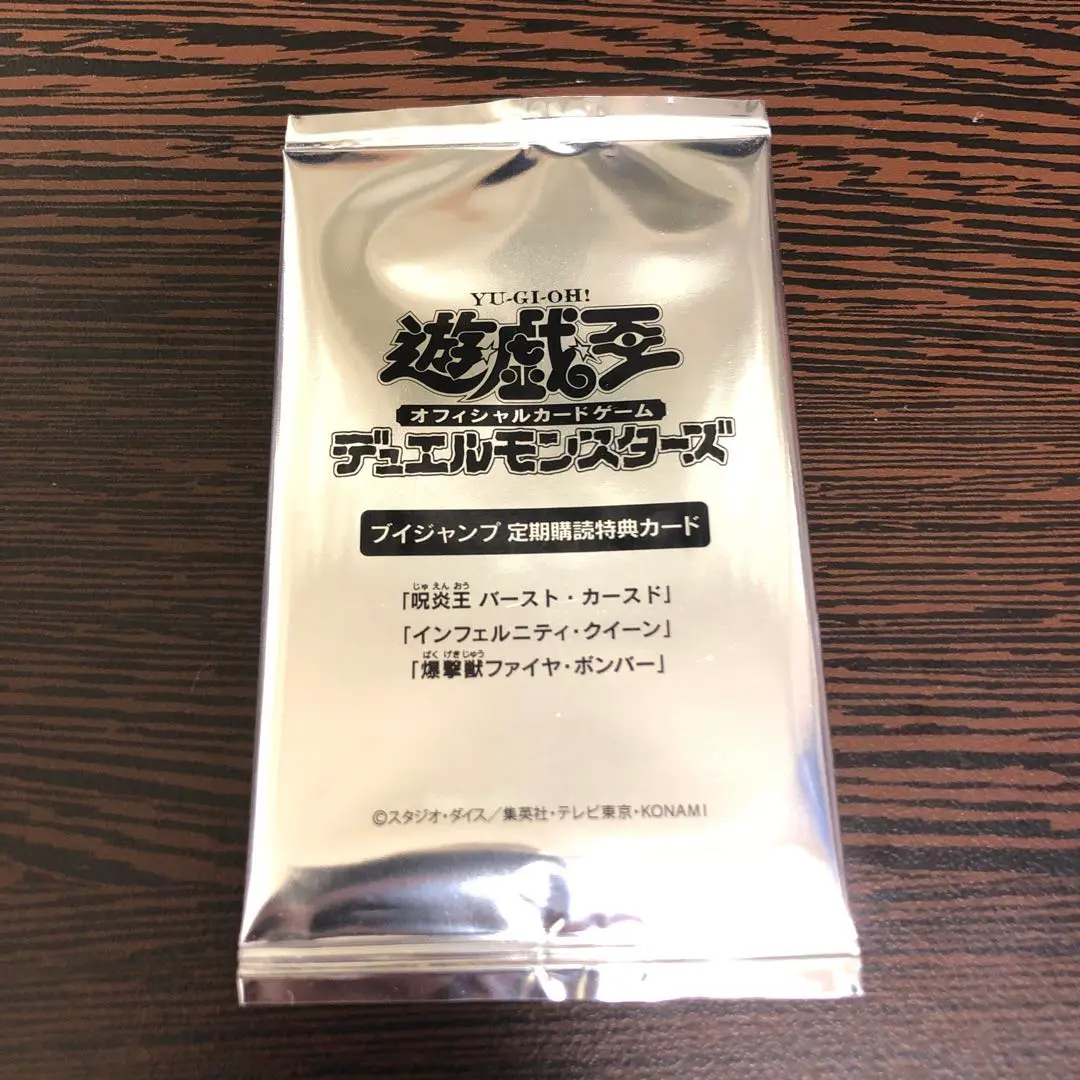 YU-GI-OH!
遊戯王
オフィシャルカードゲーム
デュエルモンスターズ
ブイジャンプ 定期購読特典カード
じゅ えん おう
「呪炎王 バースト・カースド」
「インフェルニティ・クイーン」
ばく げき じゅう
「爆撃獣ファイヤ・ボンバー」
©スタジオ・ダイス／集英社・テレビ東京・KONAMI